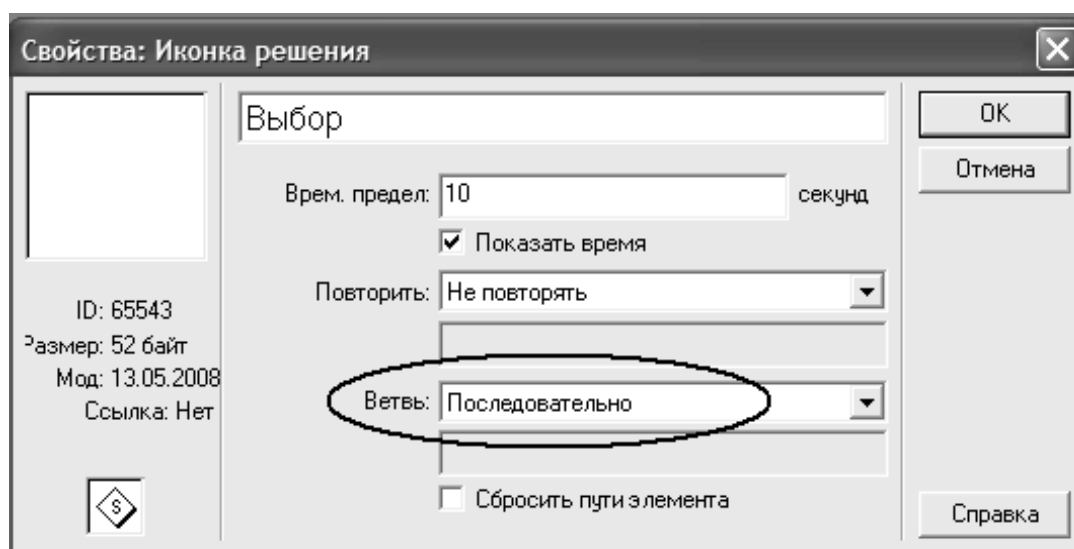 Свойства: Иконка решения
Выбор
OK
Отмена
Врем. предел: 10 секунд
Показать время
Повторить: Не повторять
ID: 65543
Размер: 52 байт
Мод: 13.05.2008
Ссылка: Нет
Ветвь: Последовательно
Сбросить пути элемента
S
Справка